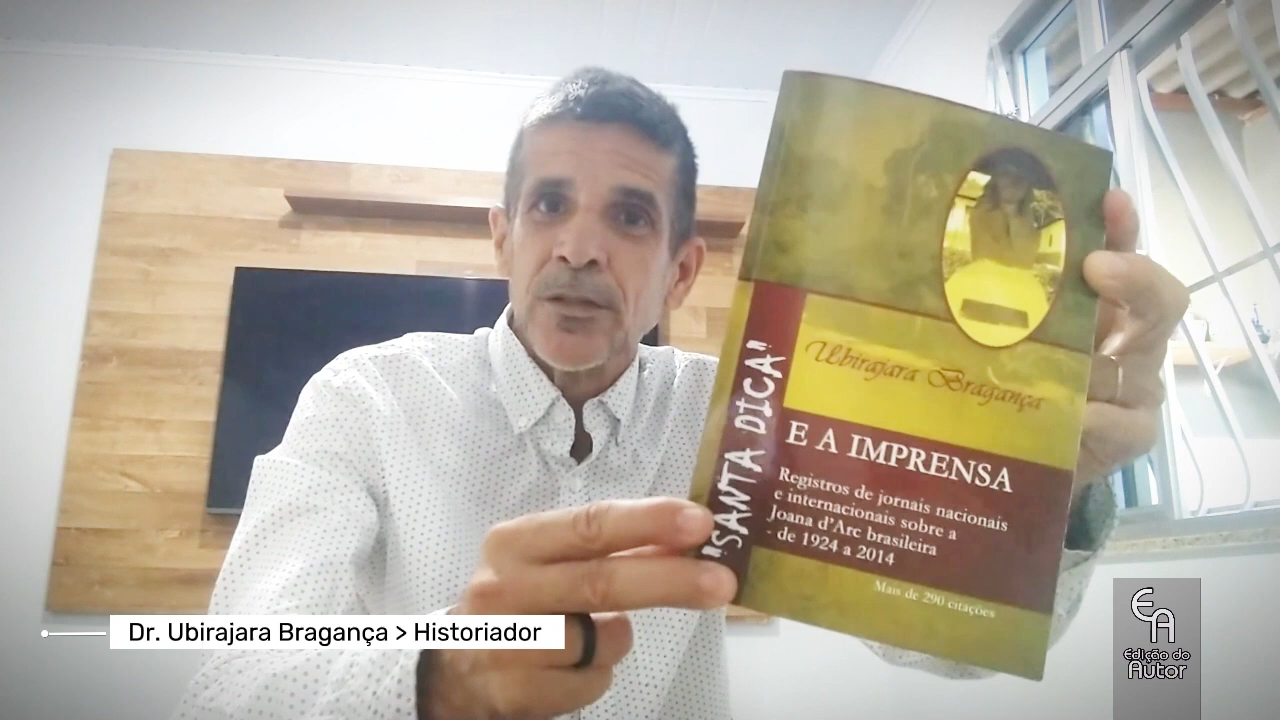 Ubirajara Bragança
"SANTA DICA"
E A IMPRENSA
Registros de jornais nacionais
e internacionais sobre a
Joana d'Arc brasileira
- de 1924 a 2014
Mais de 290 citações
Dr. Ubirajara Bragança > Historiador
EA
Edição do
Autor